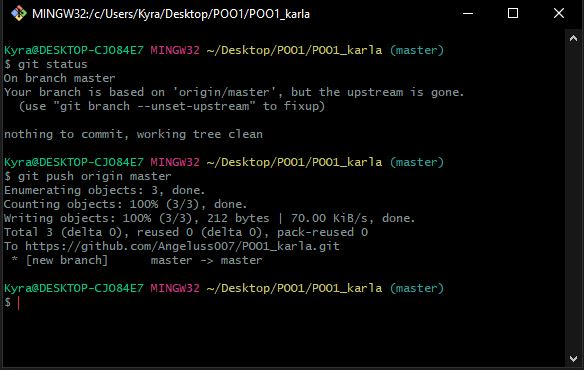 MINGW32:/c/Users/Kyra/Desktop/POO1/POO1_karla
Kyra@DESKTOP-CJO84E7 MINGW32 ~/Desktop/POO1/POO1_karla (master)
$ git status
On branch master
Your branch is based on 'origin/master', but the upstream is gone.
  (use "git branch --unset-upstream" to fixup)
nothing to commit, working tree clean
Kyra@DESKTOP-CJO84E7 MINGW32 ~/Desktop/POO1/POO1_karla (master)
$ git push origin master
Enumerating objects: 3, done.
Counting objects: 100% (3/3), done.
Writing objects: 100% (3/3), 212 bytes | 70.00 KiB/s, done.
Total 3 (delta 0), reused 0 (delta 0), pack-reused 0
To https://github.com/Angeluss007/POO1_karla.git
 * [new branch]      master -> master
Kyra@DESKTOP-CJO84E7 MINGW32 ~/Desktop/POO1/POO1_karla (master)
$